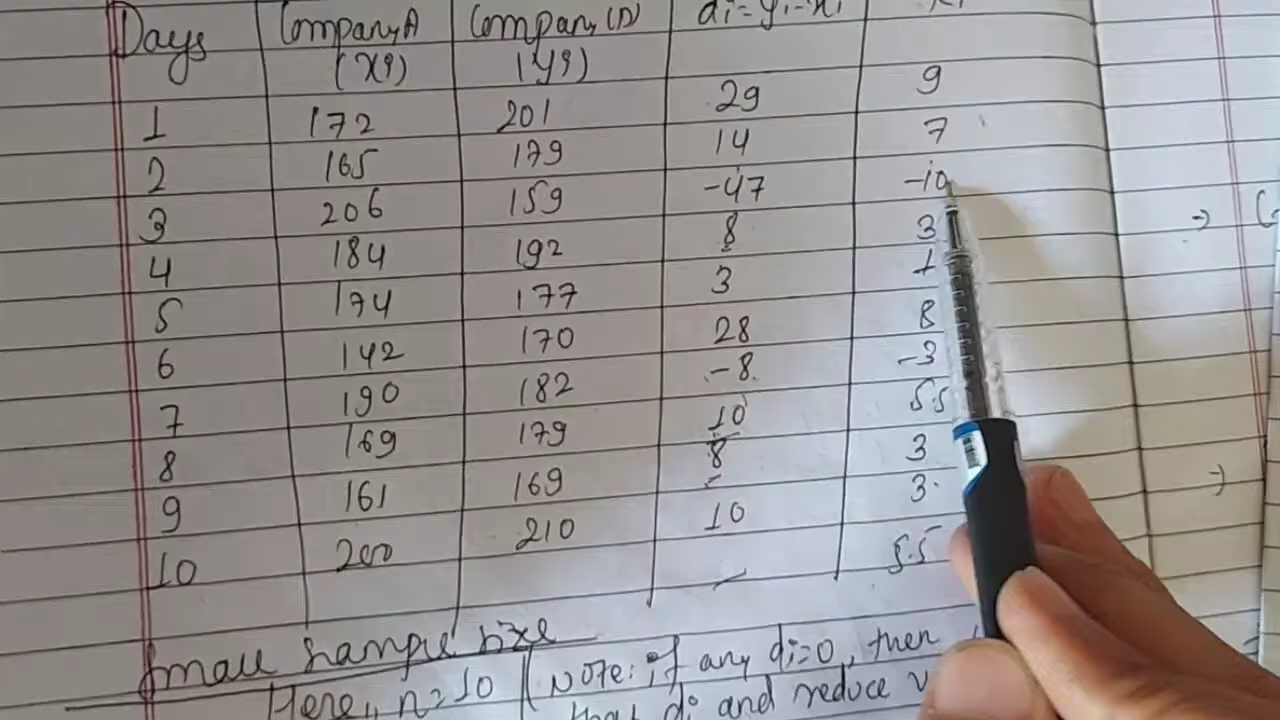 Days Company A Company (D) di = yi - xi
(xi) (yi)
1 172 201 29 9
2 165 179 14 7
3 206 159 -47 -10
4 184 192 8 3
5 174 177 3 1
6 142 170 28 8
7 190 182 -8 -3
8 169 179 10 5.5
9 161 169 8 3
3.
10 200 210 10 5.5
Small sample size
Here, n = 10 (Note: if any di = 0, then
that di and reduce